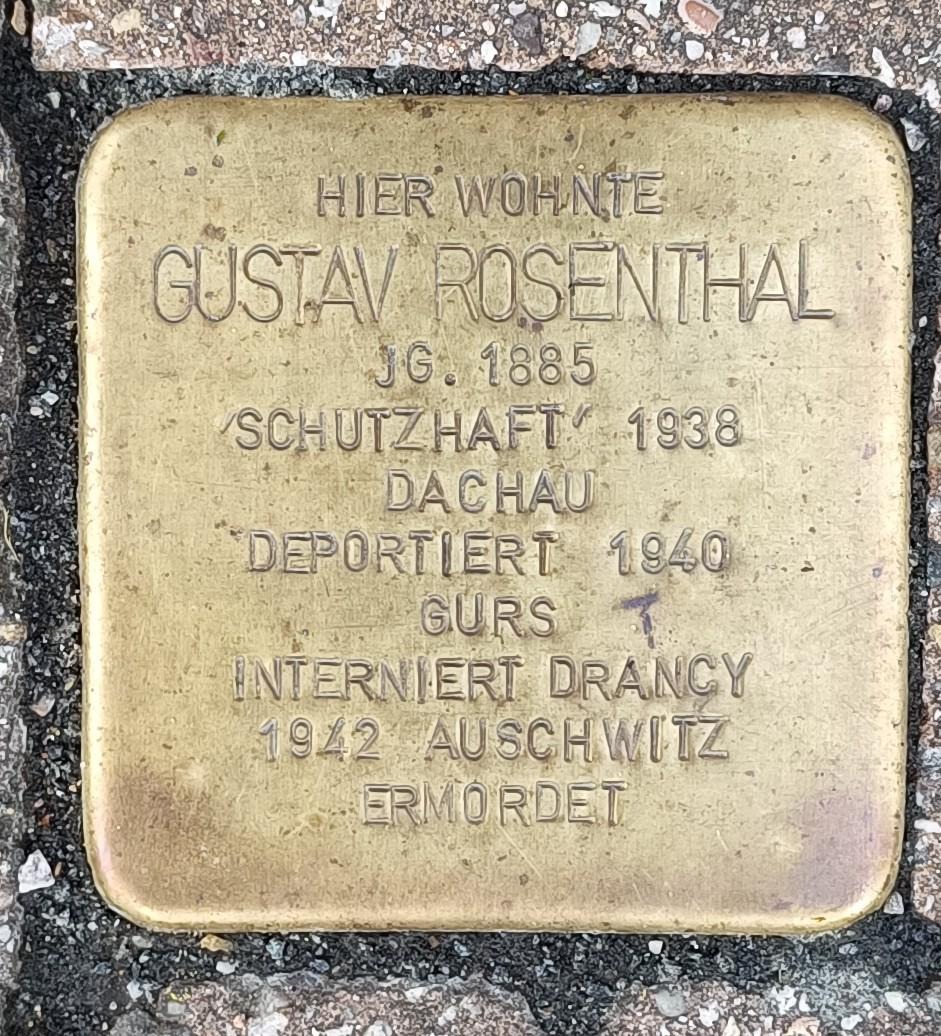 HIER WOHNTE
GUSTAV ROSENTHAL
JG. 1885
'SCHUTZHAFT' 1938
DACHAU
DEPORTIERT 1940
GURS
INTERNIERT DRANCY
1942 AUSCHWITZ
ERMORDET